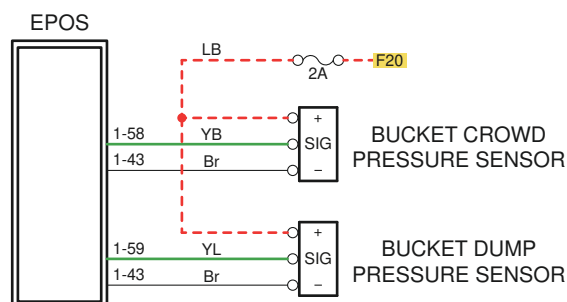 EPOS
LB
2A
F20
1-58 YB
+
SIG
–
BUCKET CROWD
PRESSURE SENSOR
1-43 Br
1-59 YL
+
SIG
–
BUCKET DUMP
PRESSURE SENSOR
1-43 Br